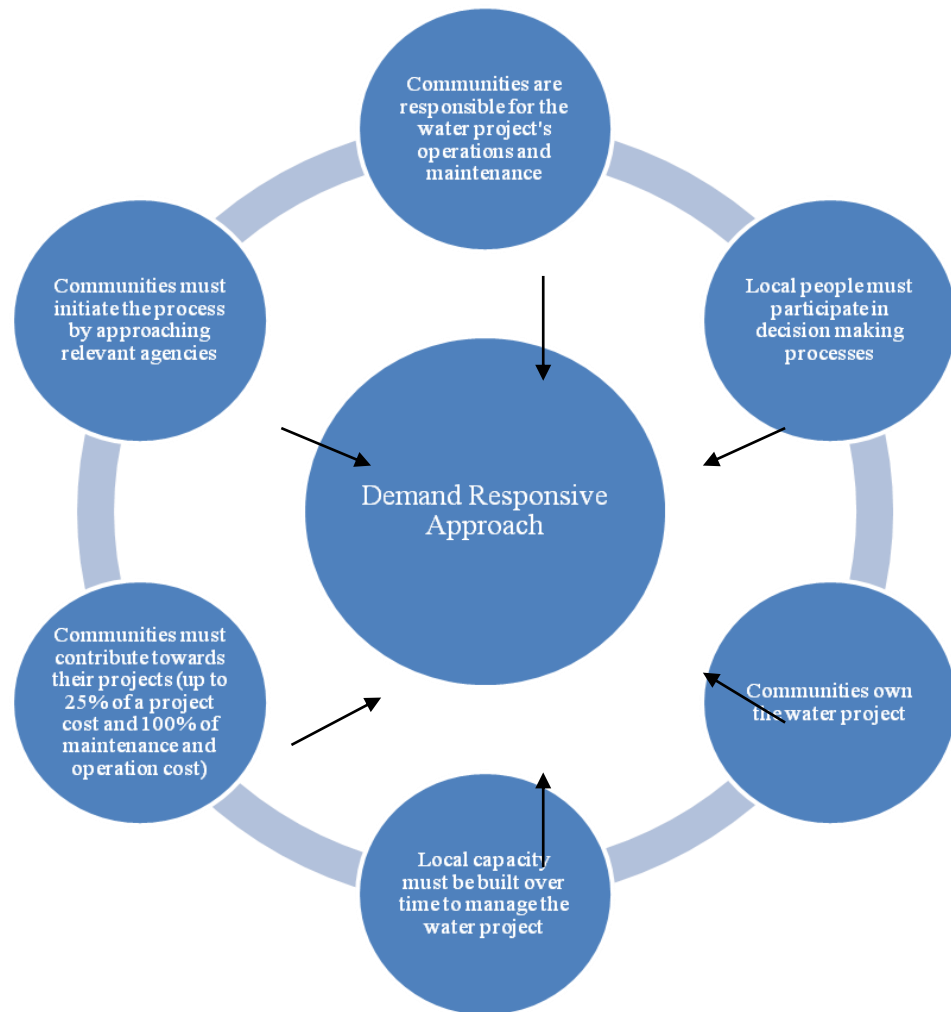 Communities are
responsible for the
water project's
operations and
maintenance
Local people must
participate in
decision making
processes
Communities own
the water project
Local capacity
must be built over
time to manage the
water project
Communities must
contribute towards
their projects (up to
25% of a project
cost and 100% of
maintenance and
operation cost)
Communities must
initiate the process
by approaching
relevant agencies
Demand Responsive
Approach